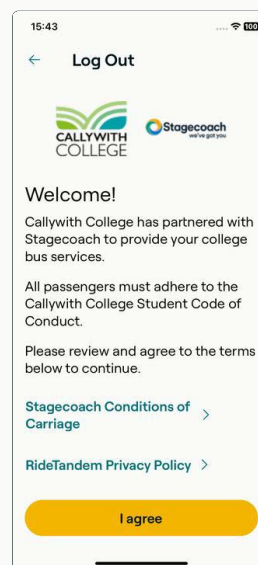 15:43
100
Log Out
CALLYWITH
COLLEGE
Stagecoach
we've got you
Welcome!
Callywith College has partnered with
Stagecoach to provide your college
bus services.
All passengers must adhere to the
Callywith College Student Code of
Conduct.
Please review and agree to the terms
below to continue.
Stagecoach Conditions of
Carriage
RideTandem Privacy Policy
I agree